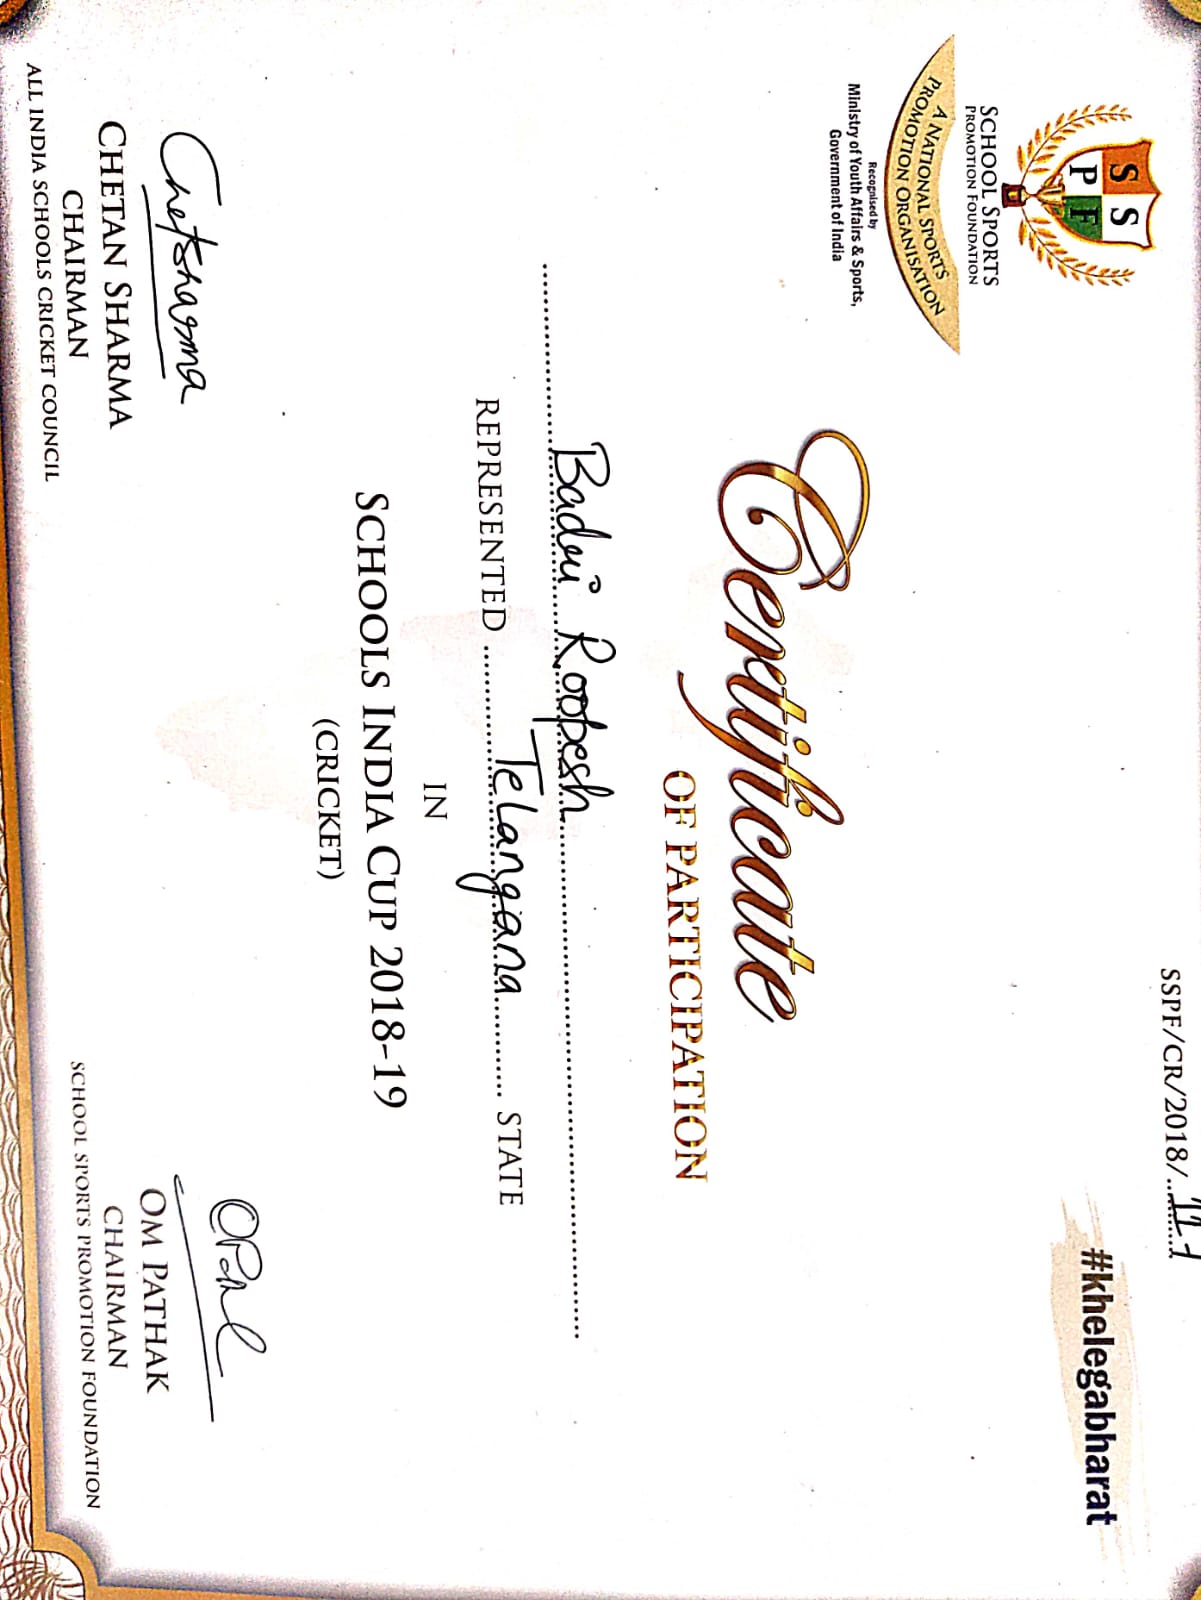 SSPF/CR/2018/..
#khelegabharat
S S
P F
SCHOOL SPORTS
PROMOTION FOUNDATION
A NATIONAL SPORTS
PROMOTION ORGANISATION
Recognised by
Ministry of Youth Affairs & Sports,
Government of India
Certificate
OF PARTICIPATION
Badri Roopesh
REPRESENTED Telangana STATE
IN
SCHOOLS INDIA CUP 2018-19
(CRICKET)
Chetsharma
CHETAN SHARMA
CHAIRMAN
ALL INDIA SCHOOLS CRICKET COUNCIL
OM PATHAK
CHAIRMAN
SCHOOL SPORTS PROMOTION FOUNDATION